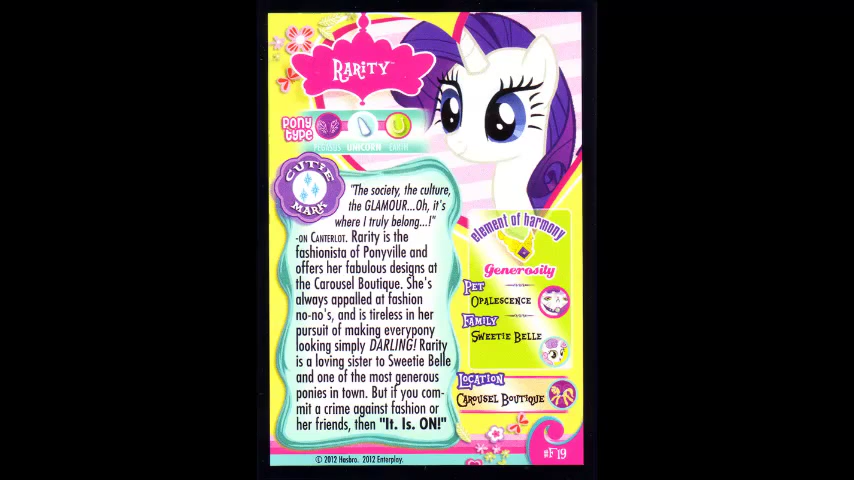 RARITY™
PONY TYPE
PEGASUS UNICORN EARTH
CUTIE MARK
"The society, the culture,
the GLAMOUR...Oh, it's
where I truly belong...!"
-ON CANTERLOT. Rarity is the
fashionista of Ponyville and
offers her fabulous designs at
the Carousel Boutique. She's
always appalled at fashion
no-no's, and is tireless in her
pursuit of making everypony
looking simply DARLING! Rarity
is a loving sister to Sweetie Belle
and one of the most generous
ponies in town. But if you com-
mit a crime against fashion or
her friends, then "It. Is. ON!"
element of harmony
Generosity
PET
OPALESCENCE
FAMILY
SWEETIE BELLE
LOCATION
CAROUSEL BOUTIQUE
#F19
© 2012 Hasbro. 2012 Enterplay.